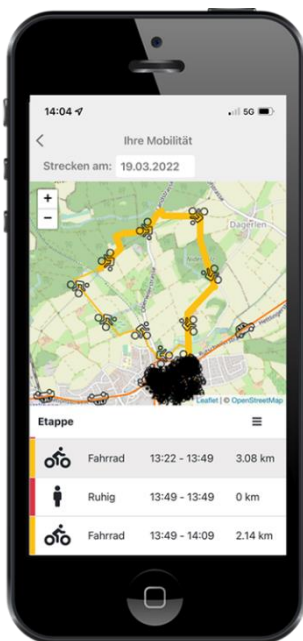 14:04
5G
Ihre Mobilität
Strecken am: 19.03.2022
+
−
Dägerlen
Leaflet | © OpenStreetMap
Etappe
Fahrrad 13:22 - 13:49 3.08 km
Ruhig 13:49 - 13:49 0 km
Fahrrad 13:49 - 14:09 2.14 km